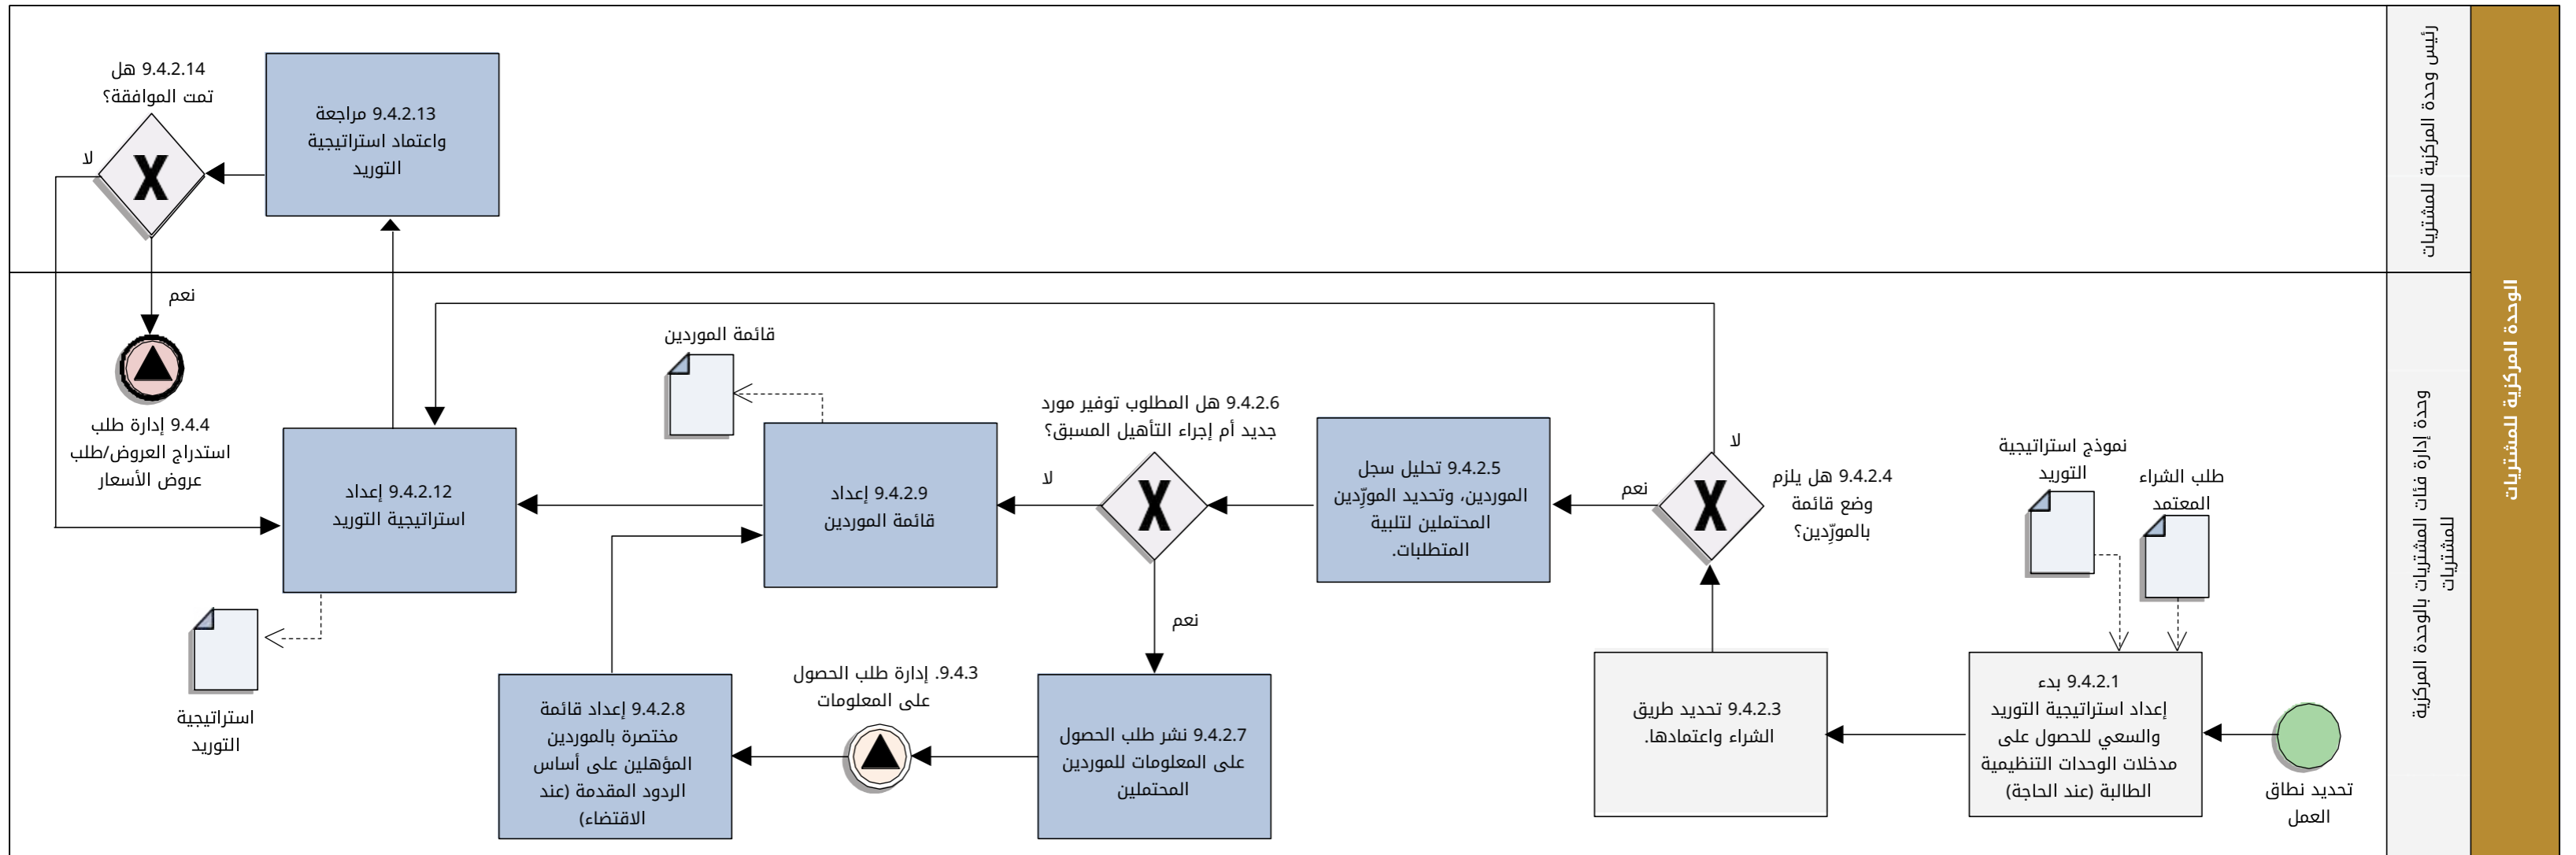 الوحدة المركزية للمشتريات
رئيس وحدة المركزية للمشتريات
9.4.2.13 مراجعة
واعتماد استراتيجية
التوريد
9.4.2.14 هل
تمت الموافقة؟
لا
نعم
9.4.4 إدارة طلب
استدراج العروض/طلب
عروض الأسعار
وحدة إدارة فئات المشتريات بالوحدة المركزية
للمشتريات
تحديد نطاق
العمل
طلب الشراء
المعتمد
نموذج استراتيجية
التوريد
9.4.2.1 بدء
إعداد استراتيجية التوريد
والسعي للحصول على
مدخلات الوحدات التنظيمية
الطالبة (عند الحاجة)
9.4.2.3 تحديد طريق
الشراء واعتمادها.
9.4.2.4 هل يلزم
وضع قائمة
بالمورِّدين؟
لا
نعم
9.4.2.5 تحليل سجل
الموردين، وتحديد المورِّدين
المحتملين لتلبية
المتطلبات.
9.4.2.6 هل المطلوب توفير مورد
جديد أم إجراء التأهيل المسبق؟
لا
نعم
9.4.2.7 نشر طلب الحصول
على المعلومات للموردين
المحتملين
9.4.3. إدارة طلب الحصول
على المعلومات
9.4.2.8 إعداد قائمة
مختصرة بالموردين
المؤهلين على أساس
الردود المقدمة (عند
الاقتضاء)
9.4.2.9 إعداد
قائمة الموردين
قائمة الموردين
9.4.2.12 إعداد
استراتيجية التوريد
استراتيجية
التوريد